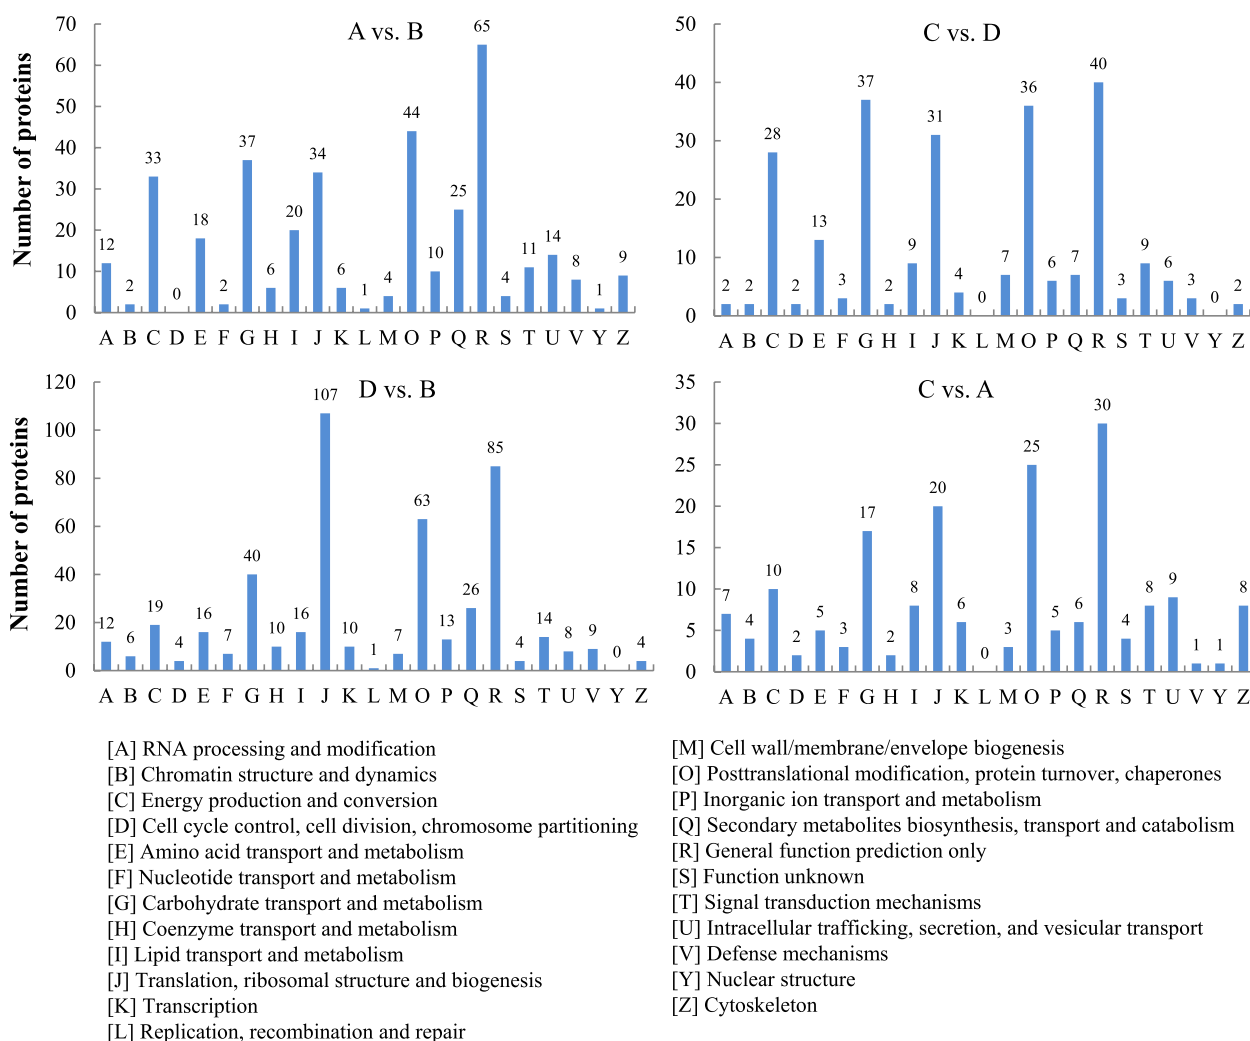 A vs. B
Number of proteins
70
60
50
40
30
20
10
0
12 2 33 0 18 2 37 6 20 34 6 1 4 44 10 25 65 4 11 14 8 1 9
A B C D E F G H I J K L M O P Q R S T U V Y Z
C vs. D
50
40
30
20
10
0
2 2 28 2 13 3 37 2 9 31 4 0 7 36 6 7 40 3 9 6 3 0 2
A B C D E F G H I J K L M O P Q R S T U V Y Z
D vs. B
Number of proteins
120
100
80
60
40
20
0
12 6 19 4 16 7 40 10 16 107 10 1 7 63 13 26 85 4 14 8 9 0 4
A B C D E F G H I J K L M O P Q R S T U V Y Z
C vs. A
35
30
25
20
15
10
5
0
7 4 10 2 5 3 17 2 8 20 6 0 3 25 5 6 30 4 8 9 1 1 8
A B C D E F G H I J K L M O P Q R S T U V Y Z
[A] RNA processing and modification
[B] Chromatin structure and dynamics
[C] Energy production and conversion
[D] Cell cycle control, cell division, chromosome partitioning
[E] Amino acid transport and metabolism
[F] Nucleotide transport and metabolism
[G] Carbohydrate transport and metabolism
[H] Coenzyme transport and metabolism
[I] Lipid transport and metabolism
[J] Translation, ribosomal structure and biogenesis
[K] Transcription
[L] Replication, recombination and repair
[M] Cell wall/membrane/envelope biogenesis
[O] Posttranslational modification, protein turnover, chaperones
[P] Inorganic ion transport and metabolism
[Q] Secondary metabolites biosynthesis, transport and catabolism
[R] General function prediction only
[S] Function unknown
[T] Signal transduction mechanisms
[U] Intracellular trafficking, secretion, and vesicular transport
[V] Defense mechanisms
[Y] Nuclear structure
[Z] Cytoskeleton